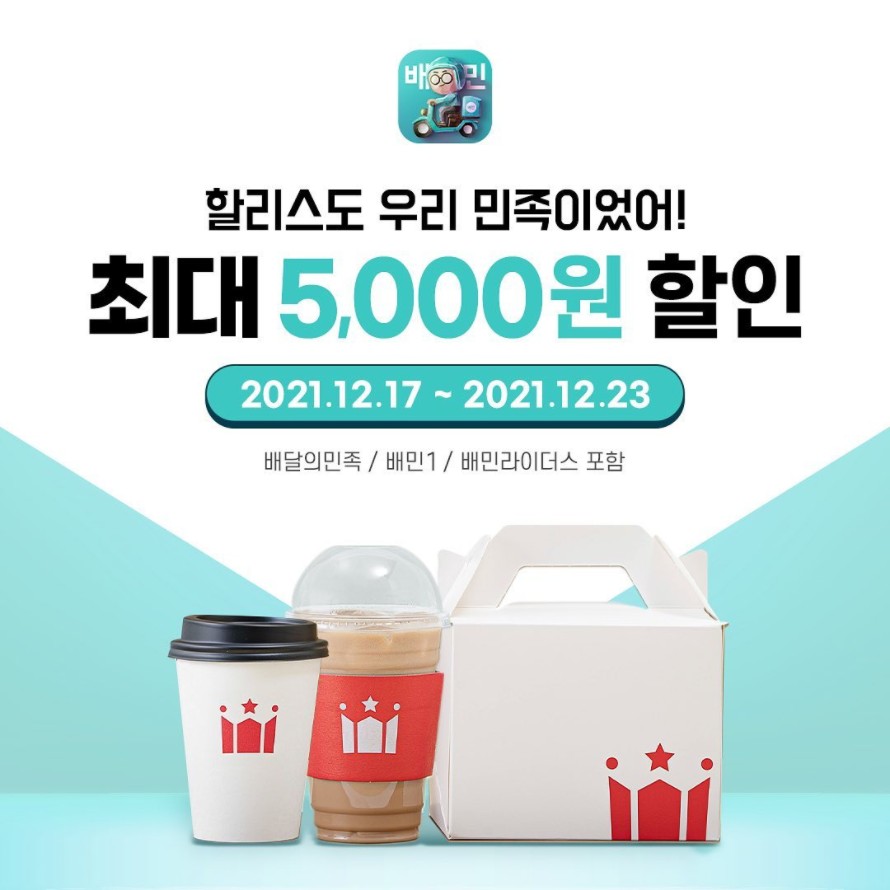 배민
할리스도 우리 민족이었어!
최대 5,000원 할인
2021.12.17 ~ 2021.12.23
배달의민족 / 배민1 / 배민라이더스 포함